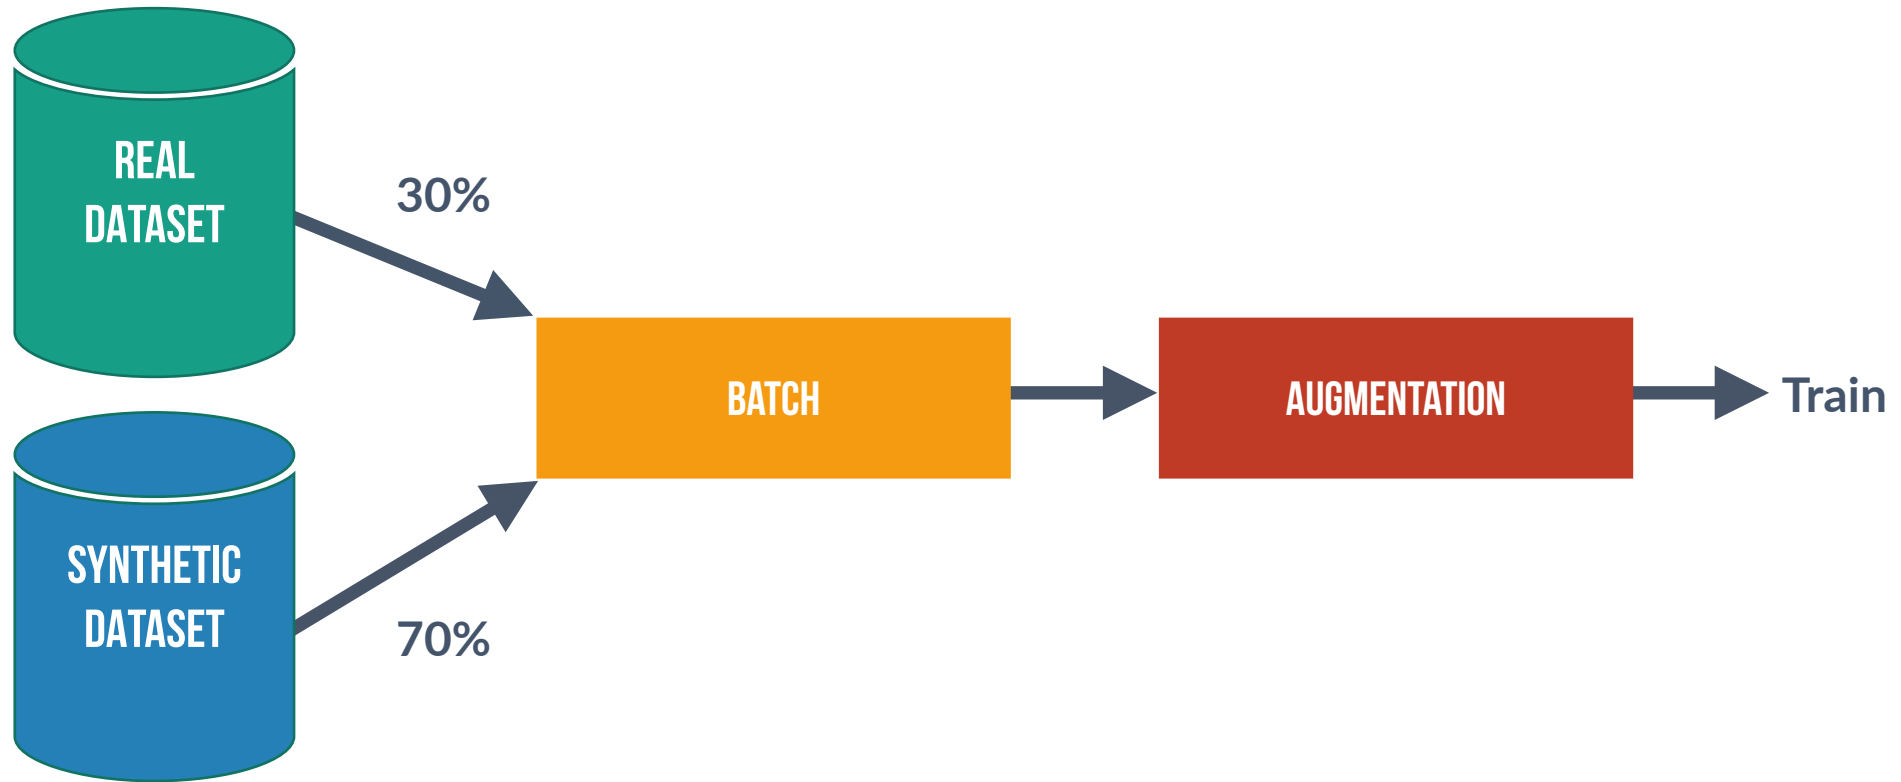 REAL
DATASET
30%
BATCH
AUGMENTATION
Train
SYNTHETIC
DATASET
70%